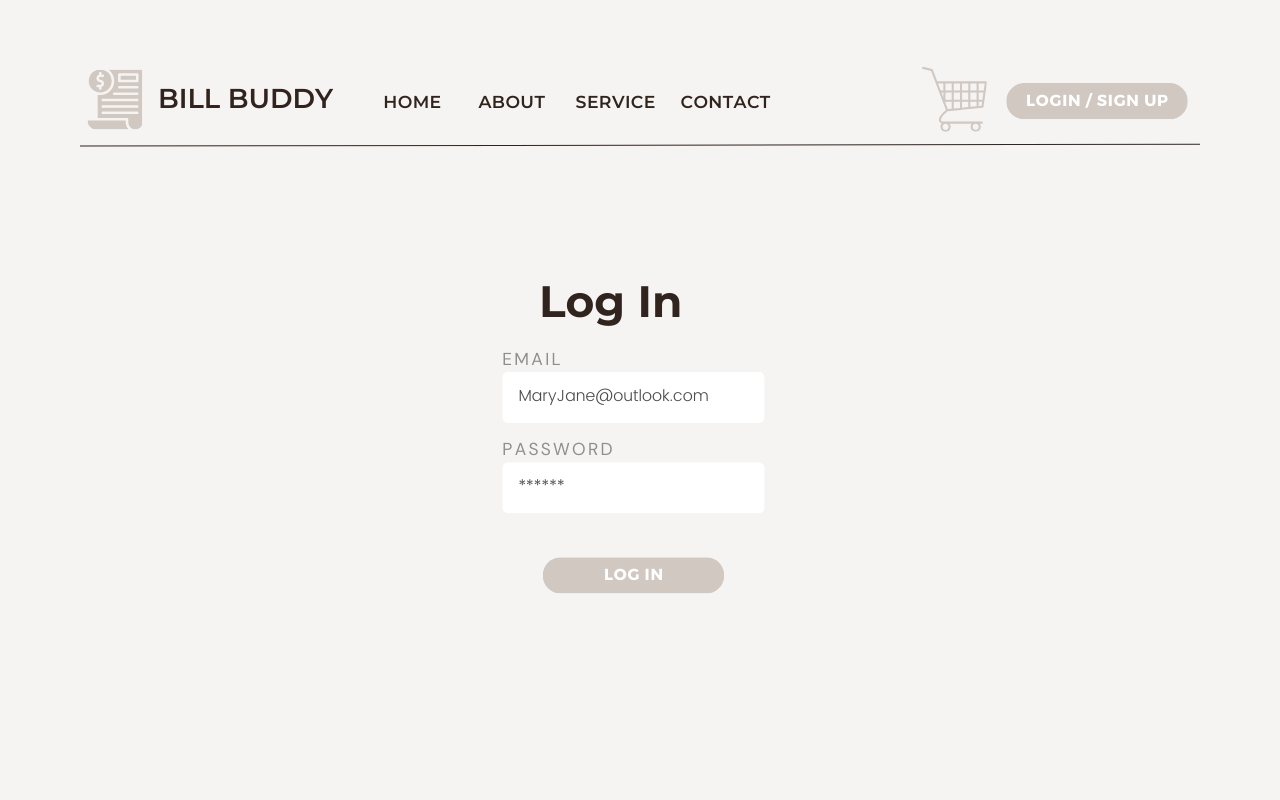 $
BILL BUDDY
HOME ABOUT SERVICE CONTACT
LOGIN / SIGN UP
Log In
EMAIL
MaryJane@outlook.com
PASSWORD
******
LOG IN